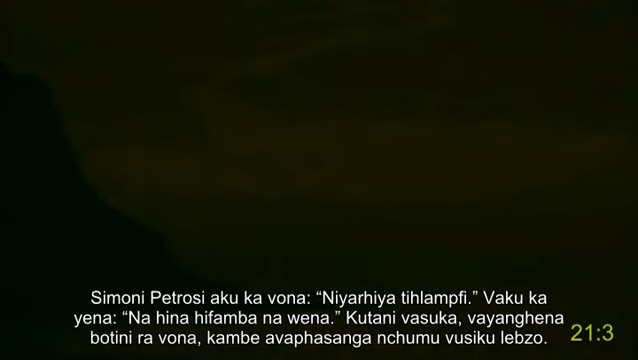 Simoni Petrosi aku ka vona: “Niyarhiya tihlampfi.” Vaku ka
yena: “Na hina hifamba na wena.” Kutani vasuka, vayanghena
botini ra vona, kambe avaphasanga nchumu vusiku lebzo.
21:3